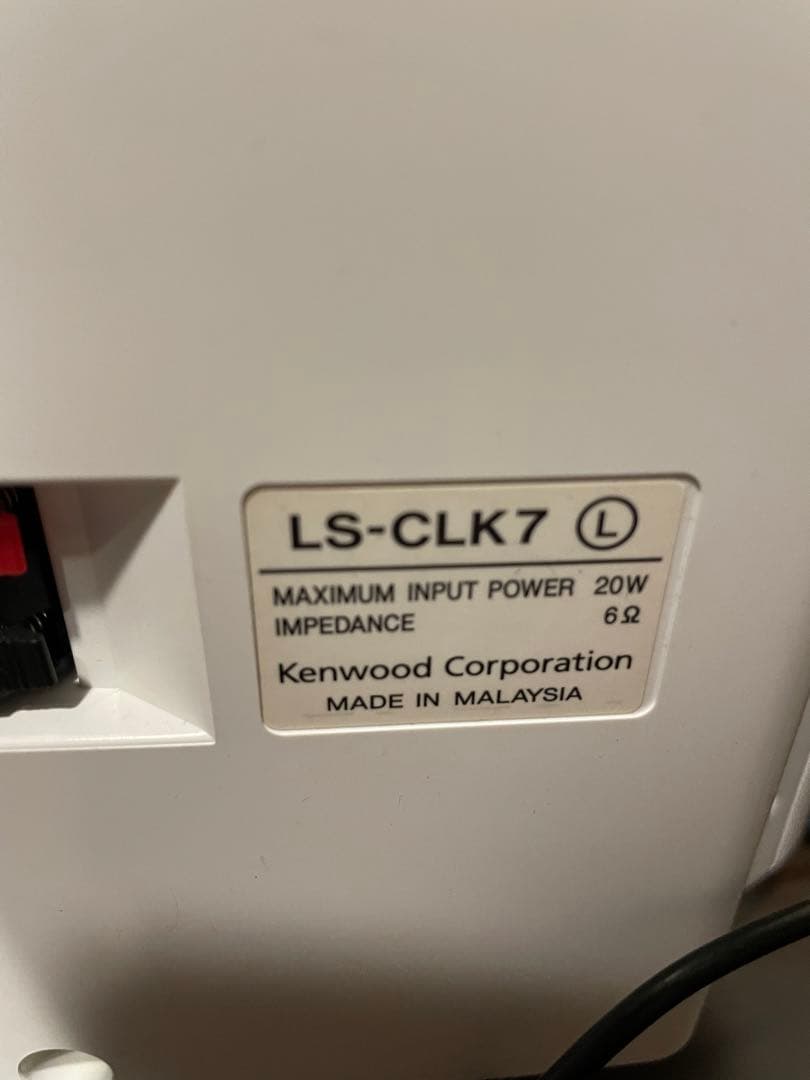 LS-CLK7 Ⓛ
MAXIMUM INPUT POWER 20W
IMPEDANCE 6Ω
Kenwood Corporation
MADE IN MALAYSIA